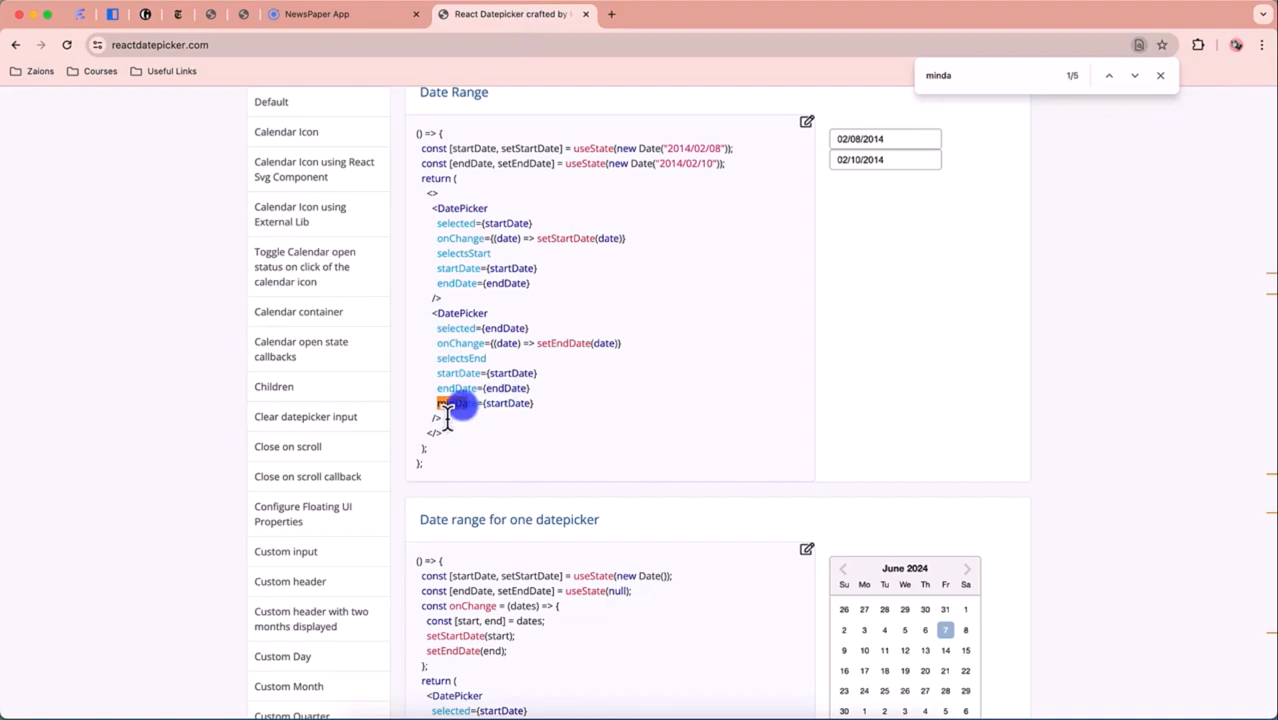 NewsPaper App
React Datepicker crafted by
reactdatepicker.com
Zaions
Courses
Useful Links
minda
1/5
Default
Calendar Icon
Calendar Icon using React
Svg Component
Calendar Icon using
External Lib
Toggle Calendar open
status on click of the
calendar icon
Calendar container
Calendar open state
callbacks
Children
Clear datepicker input
Close on scroll
Close on scroll callback
Configure Floating UI
Properties
Custom input
Custom header
Custom header with two
months displayed
Custom Day
Custom Month
Custom Quarter
Date Range
() => {
const [startDate, setStartDate] = useState(new Date("2014/02/08"));
const [endDate, setEndDate] = useState(new Date("2014/02/10"));
return (
<>
<DatePicker
selected={startDate}
onChange={(date) => setStartDate(date)}
selectsStart
startDate={startDate}
endDate={endDate}
/>
<DatePicker
selected={endDate}
onChange={(date) => setEndDate(date)}
selectsEnd
startDate={startDate}
endDate={endDate}
minDate={startDate}
/>
</>
);
};
02/08/2014
02/10/2014
Date range for one datepicker
() => {
const [startDate, setStartDate] = useState(new Date());
const [endDate, setEndDate] = useState(null);
const onChange = (dates) => {
const [start, end] = dates;
setStartDate(start);
setEndDate(end);
};
return (
<DatePicker
selected={startDate}
June 2024
Su Mo Tu We Th Fr Sa
26 27 28 29 30 31 1
2 3 4 5 6 7 8
9 10 11 12 13 14 15
16 17 18 19 20 21 22
23 24 25 26 27 28 29
30 1 2 3 4 5 6